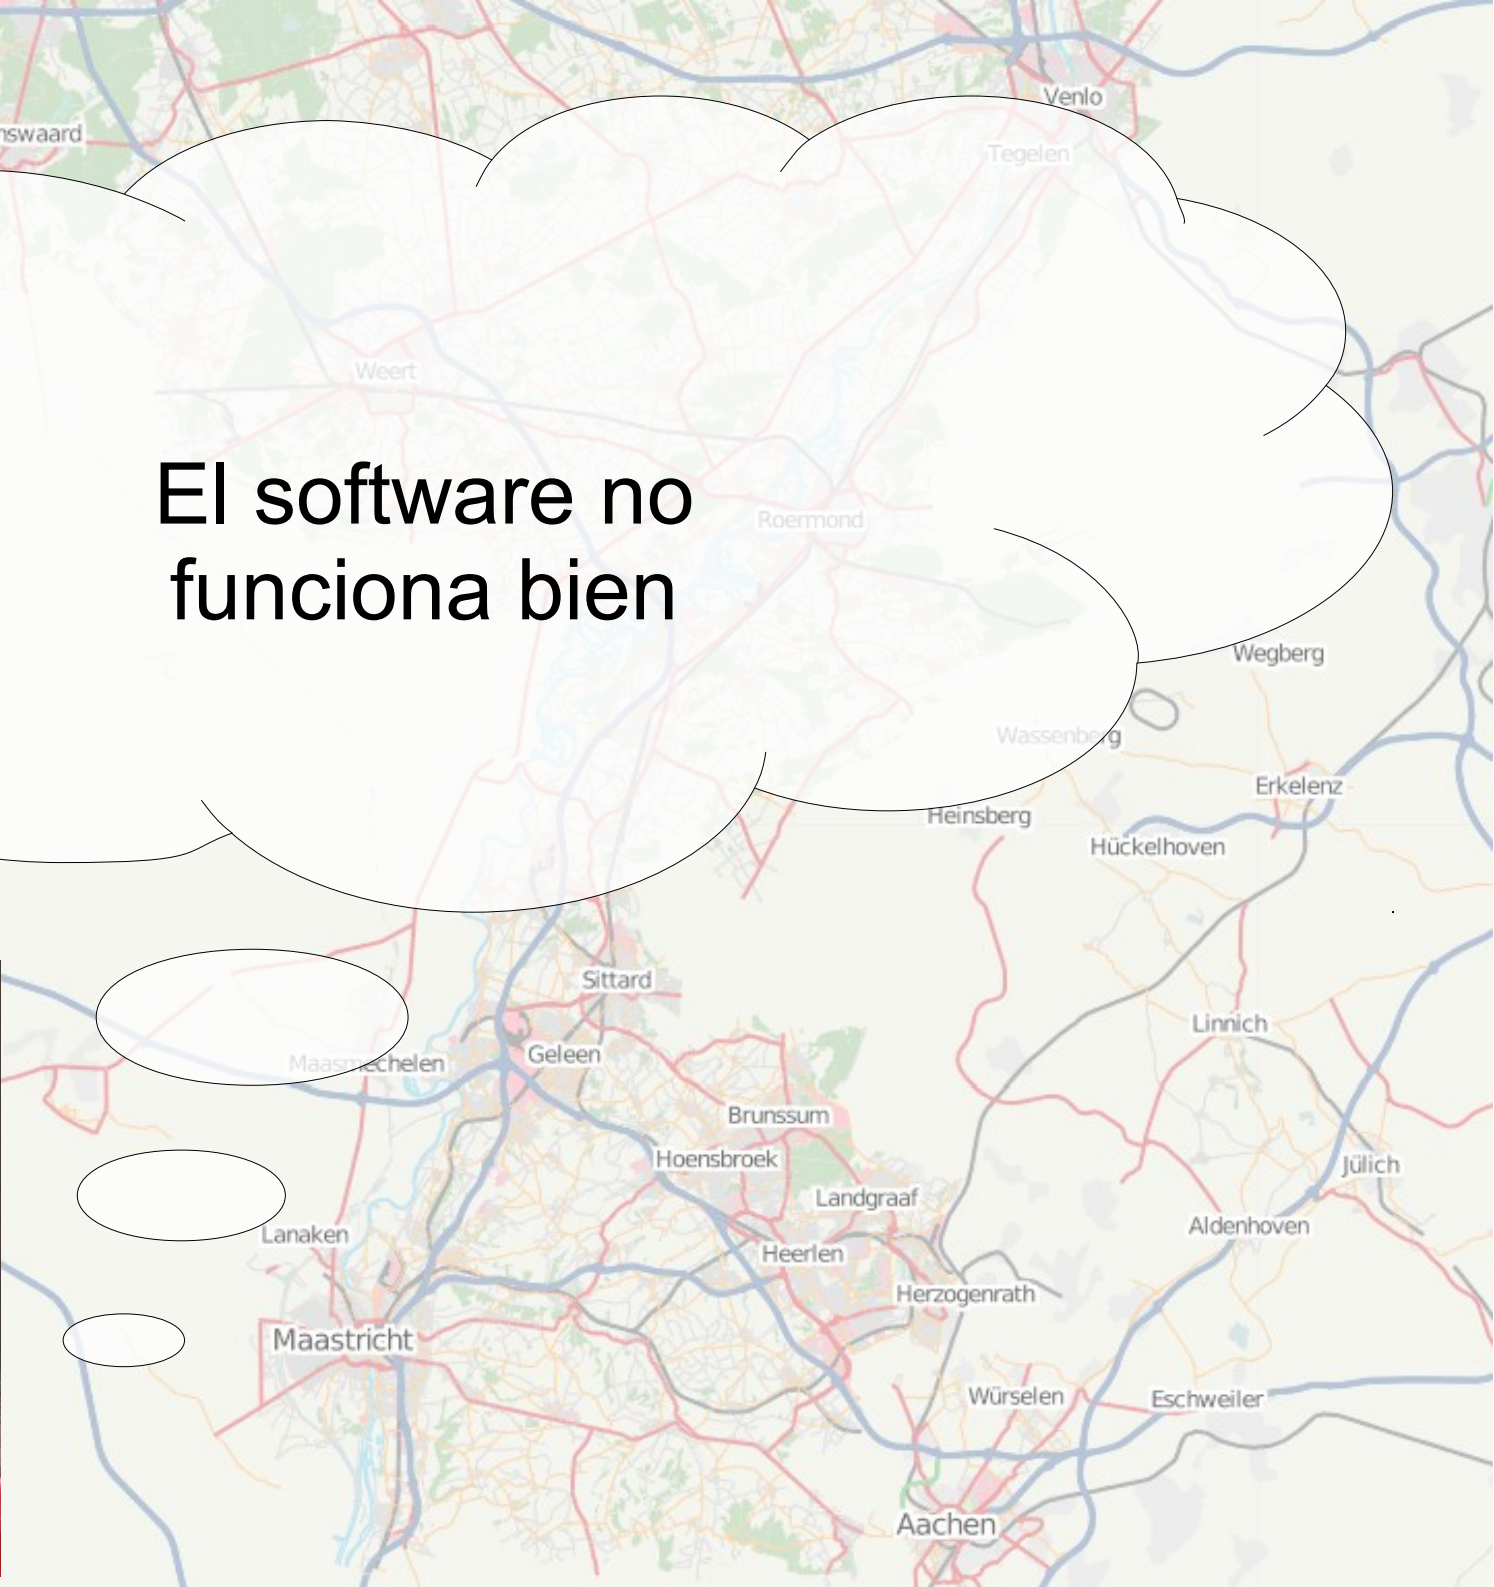 Venlo
nswaard
Tegelen
Weert
El software no
Roermond
funciona bien
Wegberg
Wassenberg
Erkelenz
Heinsberg
Hückelhoven
Sittard
Linnich
Geleen
Maasmechelen
Brunssum
Hoensbroek
Jülich
Landgraaf
Aldenhoven
Lanaken
Heerlen
Herzogenrath
Maastricht
Würselen
Eschweiler
Aachen